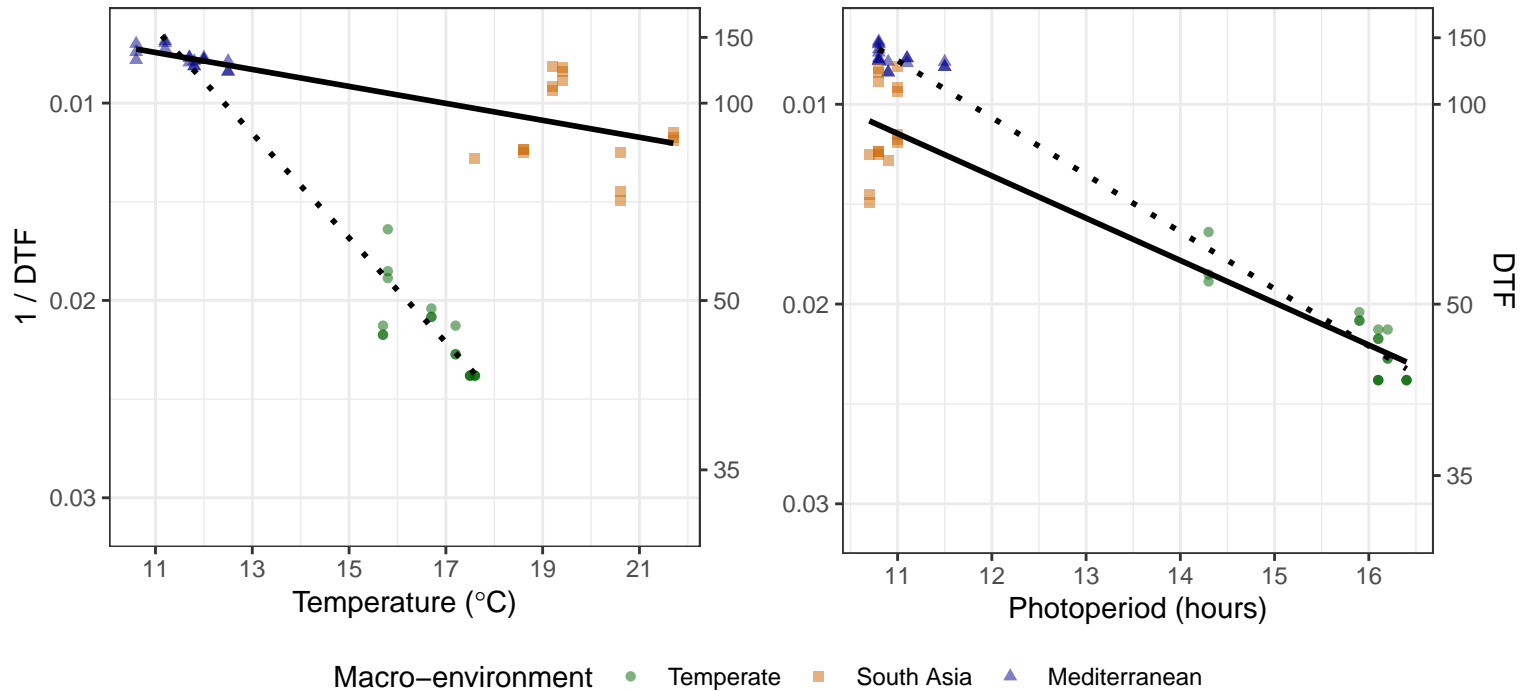 1 / DTF
0.01
0.02
0.03
150
100
50
35
11 13 15 17 19 21
Temperature (°C)
0.01
0.02
0.03
150
100
50
35
DTF
11 12 13 14 15 16
Photoperiod (hours)
Macro−environment Temperate South Asia Mediterranean